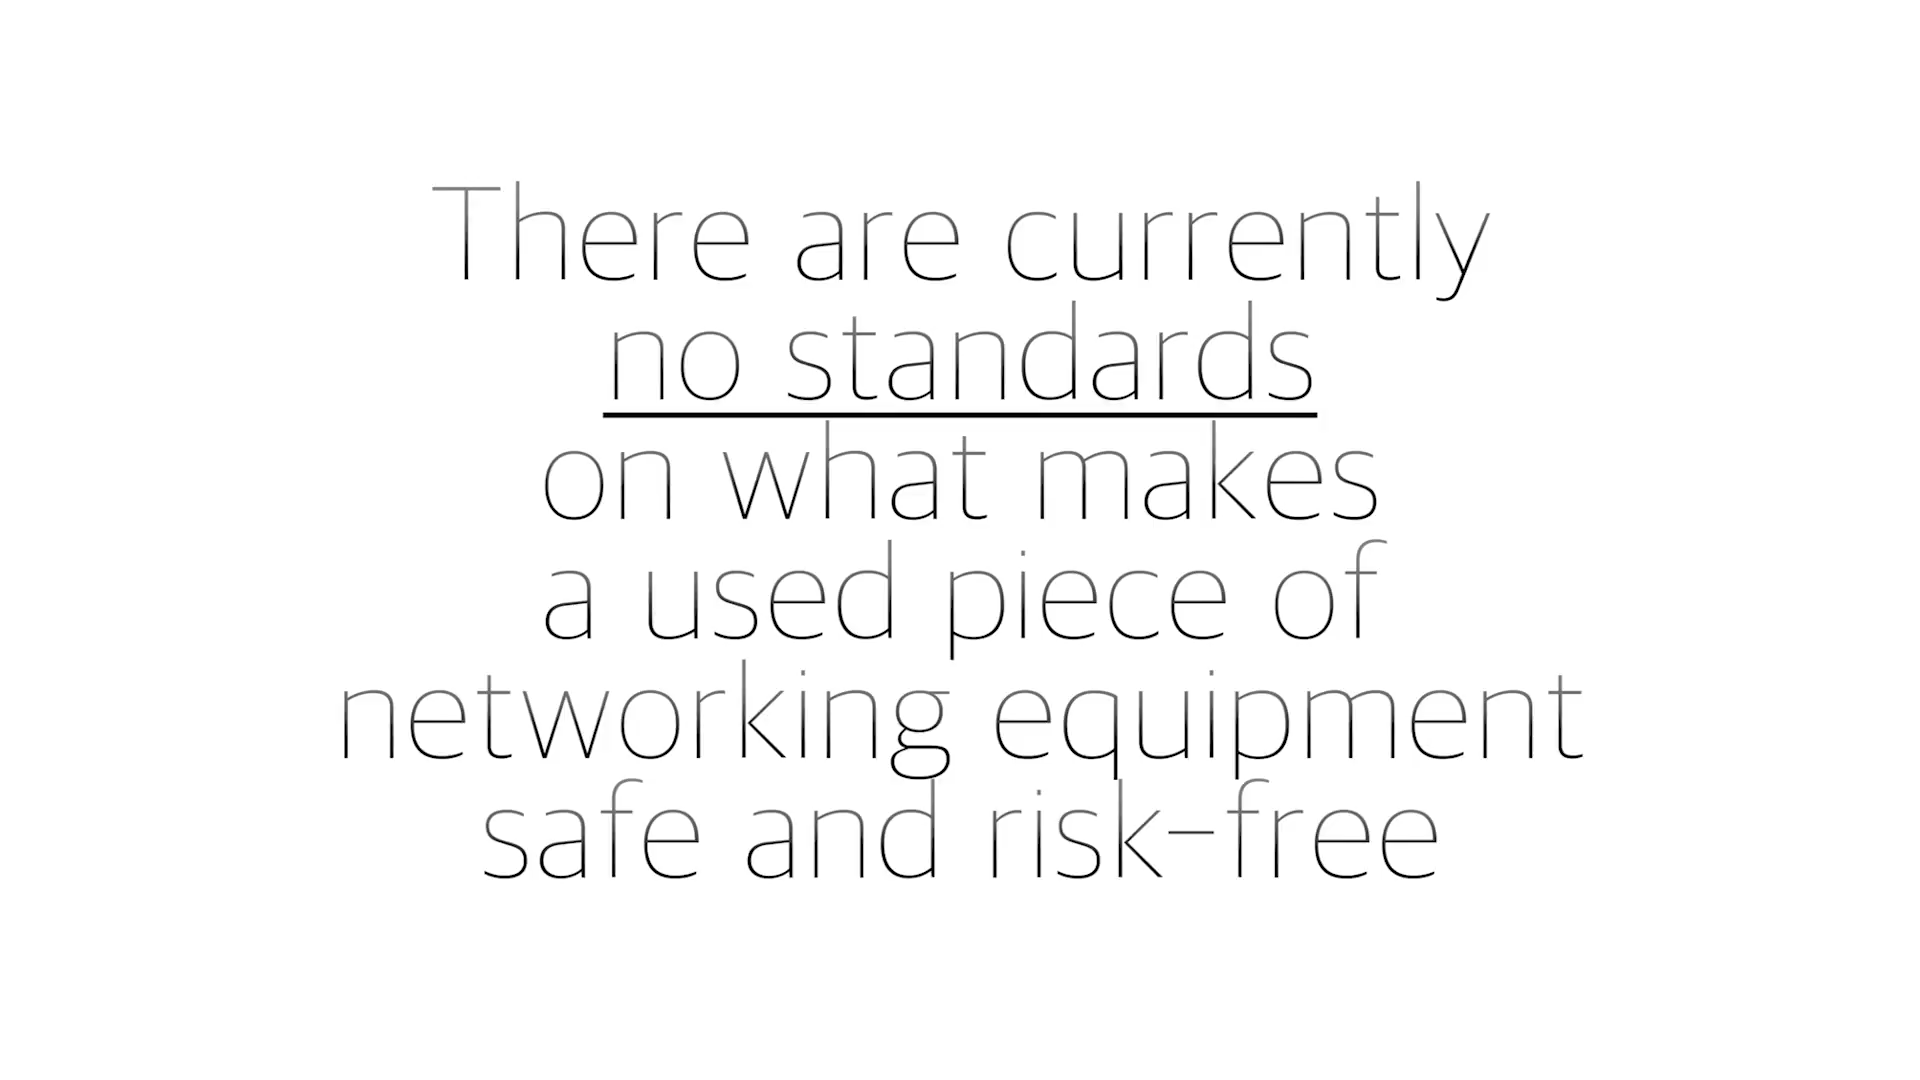 There are currently
no standards
on what makes
a used piece of
networking equipment
safe and risk-free